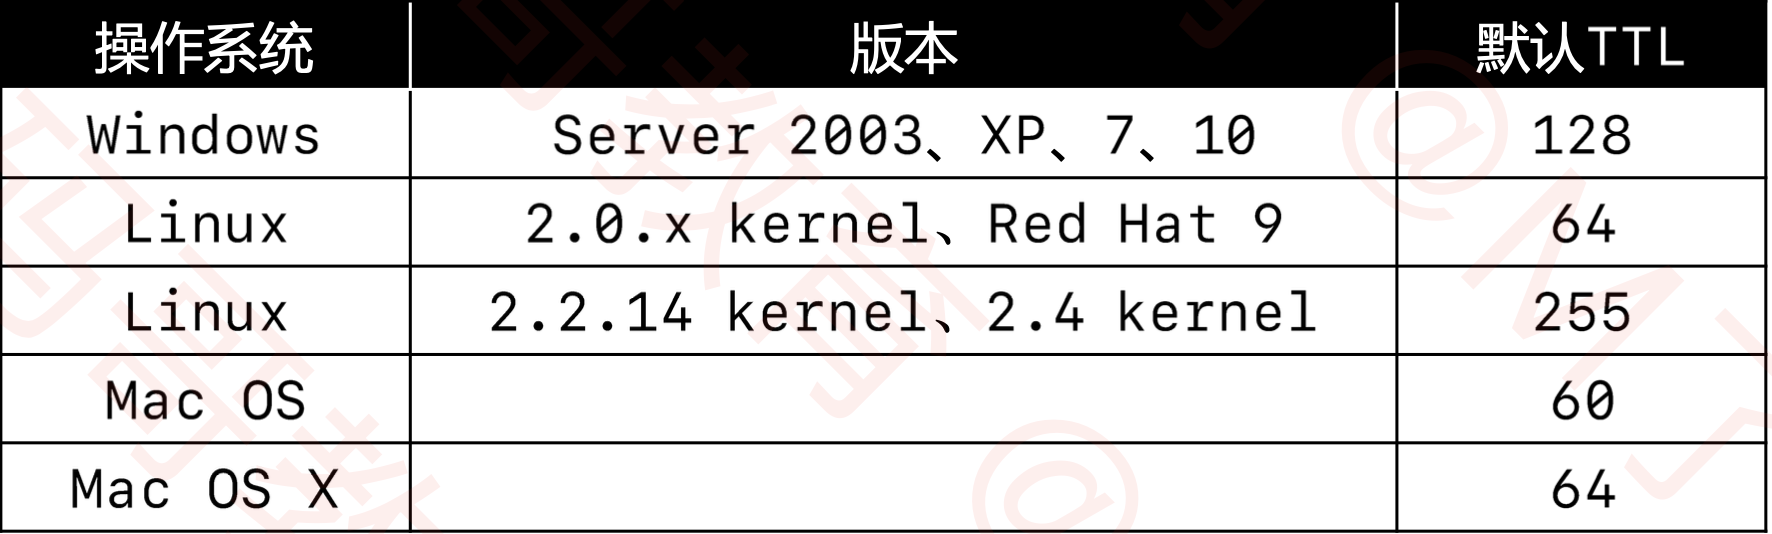 操作系统 版本 默认TTL
Windows Server 2003、XP、7、10 128
Linux 2.0.x kernel、Red Hat 9 64
Linux 2.2.14 kernel、2.4 kernel 255
Mac OS 60
Mac OS X 64